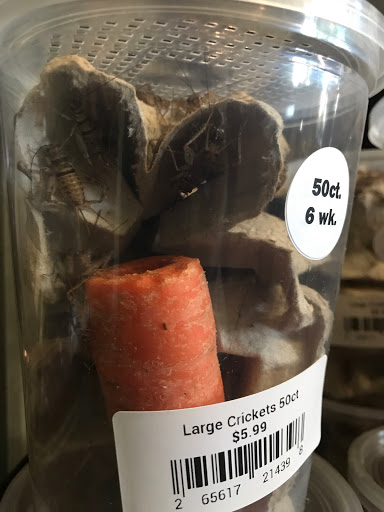 50ct.
6 wk.
Large Crickets 50ct
$5.99
2 65617 21439 8